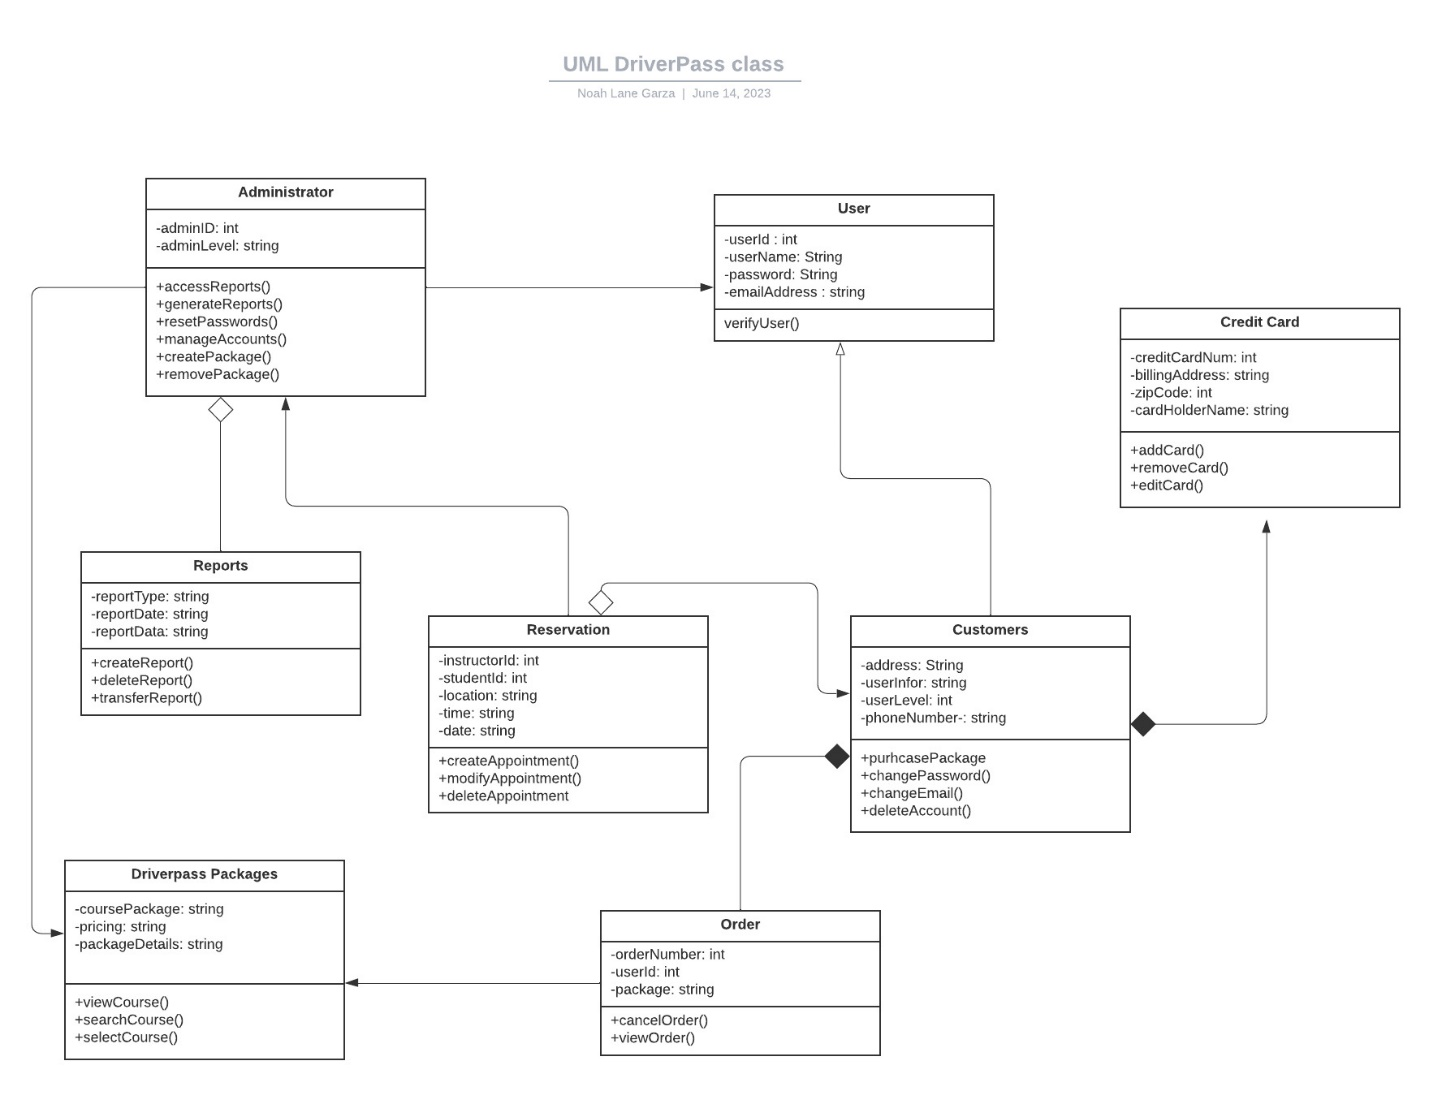 UML DriverPass class
Noah Lane Garza | June 14, 2023
Administrator
-adminID: int
-adminLevel: string
+accessReports()
+generateReports()
+resetPasswords()
+manageAccounts()
+createPackage()
+removePackage()
User
-userId : int
-userName: String
-password: String
-emailAddress : string
verifyUser()
Credit Card
-creditCardNum: int
-billingAddress: string
-zipCode: int
-cardHolderName: string
+addCard()
+removeCard()
+editCard()
Reports
-reportType: string
-reportDate: string
-reportData: string
+createReport()
+deleteReport()
+transferReport()
Reservation
-instructorId: int
-studentId: int
-location: string
-time: string
-date: string
+createAppointment()
+modifyAppointment()
+deleteAppointment
Customers
-address: String
-userInfor: string
-userLevel: int
-phoneNumber-: string
+purhcasePackage
+changePassword()
+changeEmail()
+deleteAccount()
Driverpass Packages
-coursePackage: string
-pricing: string
-packageDetails: string
+viewCourse()
+searchCourse()
+selectCourse()
Order
-orderNumber: int
-userId: int
-package: string
+cancelOrder()
+viewOrder()